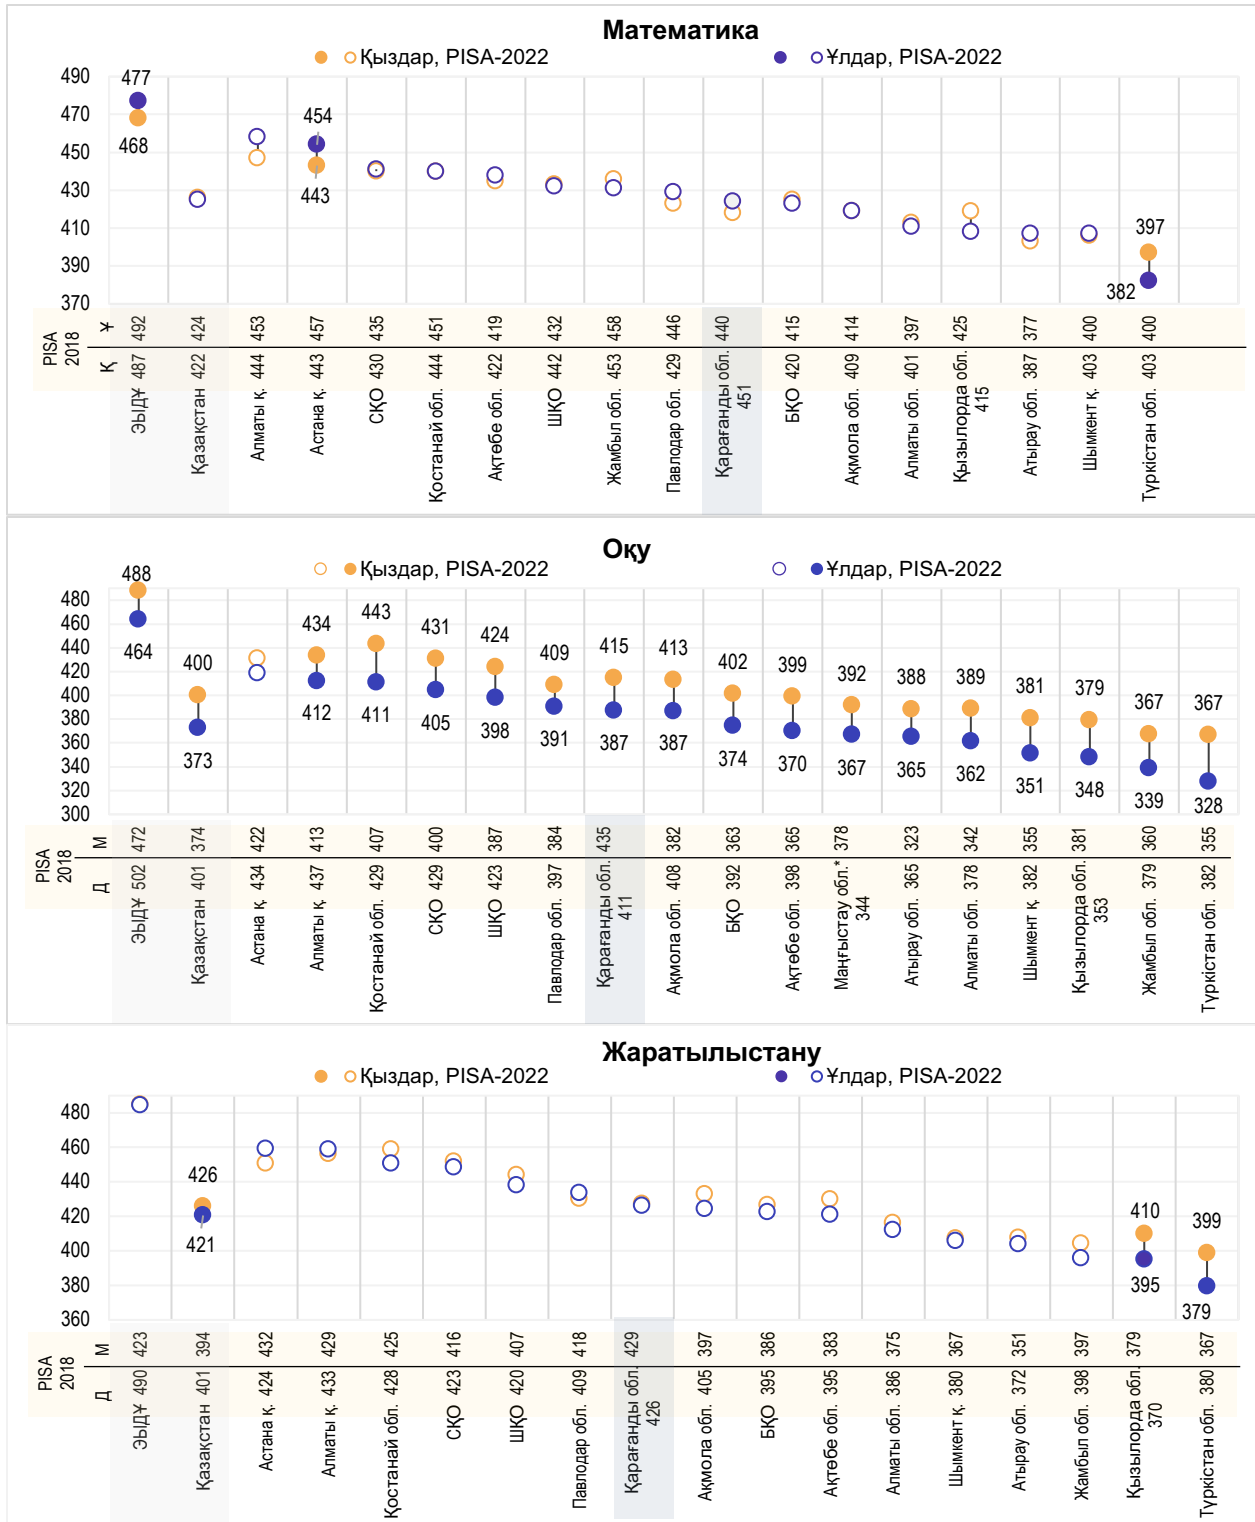 Математика
Қыздар, PISA-2022 Ұлдар, PISA-2022
490
470
450
430
410
390
370
477
468
454
443
397
382
PISA 2018
Ұ 492 424 453 457 435 451 419 432 458 446 440 415 414 397 425 377 400 400
Қ
ЭЫДҰ 487
Қазақстан 422
Алматы қ. 444
Астана қ. 443
СҚО 430
Қостанай обл. 444
Ақтөбе обл. 422
ШҚО 442
Жамбыл обл. 453
Павлодар обл. 429
Қарағанды обл. 451
БҚО 420
Ақмола обл. 409
Алматы обл. 401
Қызылорда обл. 415
Атырау обл. 387
Шымкент қ. 403
Түркістан обл. 403
Оқу
Қыздар, PISA-2022 Ұлдар, PISA-2022
480
460
440
420
400
380
360
340
320
300
488 400 434 443 431 424 409 415 413 402 399 392 388 389 381 379 367 367
464 373 412 411 405 398 391 387 387 374 370 367 365 362 351 348 339 328
PISA 2018
М 472 374 422 413 407 400 387 384 435 382 363 365 378 323 342 355 381 360 355
Д
ЭЫДҰ 502
Қазақстан 401
Астана қ. 434
Алматы қ. 437
Қостанай обл. 429
СҚО 429
ШҚО 423
Павлодар обл. 397
Қарағанды обл. 411
Ақмола обл. 408
БҚО 392
Ақтөбе обл. 398
Маңғыстау обл.* 344
Атырау обл. 365
Алматы обл. 378
Шымкент қ. 382
Қызылорда обл. 353
Жамбыл обл. 379
Түркістан обл. 382
Жаратылыстану
Қыздар, PISA-2022 Ұлдар, PISA-2022
480
460
440
420
400
380
360
426
421
410
395
399
379
PISA 2018
М 423 394 432 429 425 416 407 418 429 397 386 383 375 367 351 397 379 367
Д
ЭЫДҰ 490
Қазақстан 401
Астана қ. 424
Алматы қ. 433
Қостанай обл. 428
СҚО 423
ШҚО 420
Павлодар обл. 409
Қарағанды обл. 426
Ақмола обл. 405
БҚО 395
Ақтөбе обл. 395
Алматы обл. 386
Шымкент қ. 380
Атырау обл. 372
Жамбыл обл. 398
Қызылорда обл. 370
Түркістан обл. 380